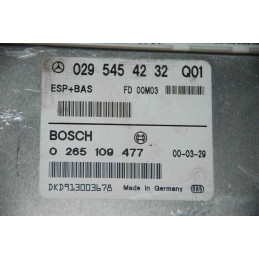 029 545 42 32 Q01
ESP+BAS FD 00M03
BOSCH
0 265 109 477 00-03-29
DKD913003678 Made in Germany